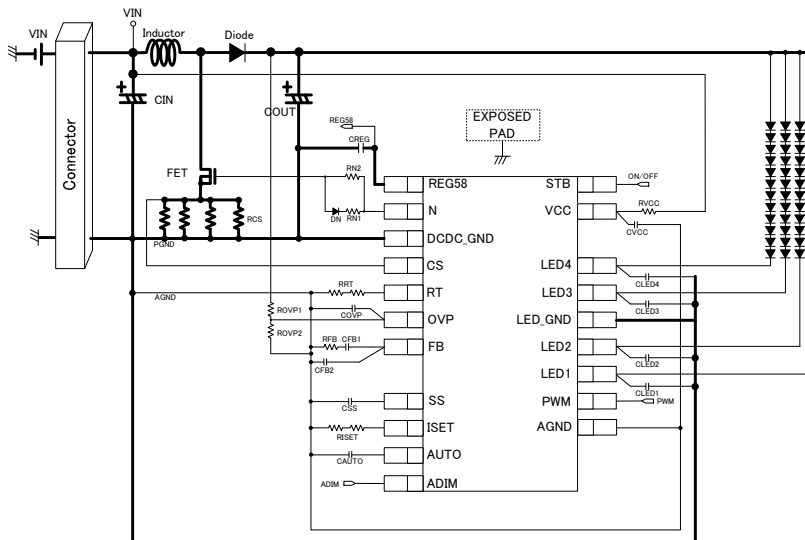 VIN
VIN
Inductor
Diode
CIN
COUT
Connector
REG58
CREG
EXPOSED
PAD
FET
RN2
DN
RN1
RCS
PGND
REG58
STB
ON/OFF
N
VCC
RVCC
CVCC
DCDC_GND
CS
LED4
CLED4
AGND
RRT
RT
LED3
CLED3
ROVP1
COVP
OVP
LED_GND
ROVP2
RFB
CFB1
FB
LED2
CLED2
CFB2
LED1
CLED1
CSS
SS
PWM
PWM
ISET
AGND
RISET
AUTO
CAUTO
ADIM
ADIM